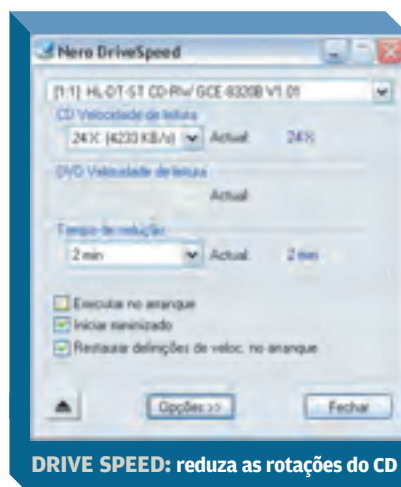 Nero DriveSpeed
[1:1] HL-DT-ST CD-RW GCE-8320B V1.01
CD Velocidade de leitura
24 X (4233 KB/s) Actual: 24 X
DVD Velocidade de leitura
Actual:
Tempo de redução
2 min Actual: 2 min
Executar no arranque
Iniciar minimizado
Restaurar definições de veloc. no arranque
Opções >> Fechar
DRIVE SPEED: reduza as rotações do CD